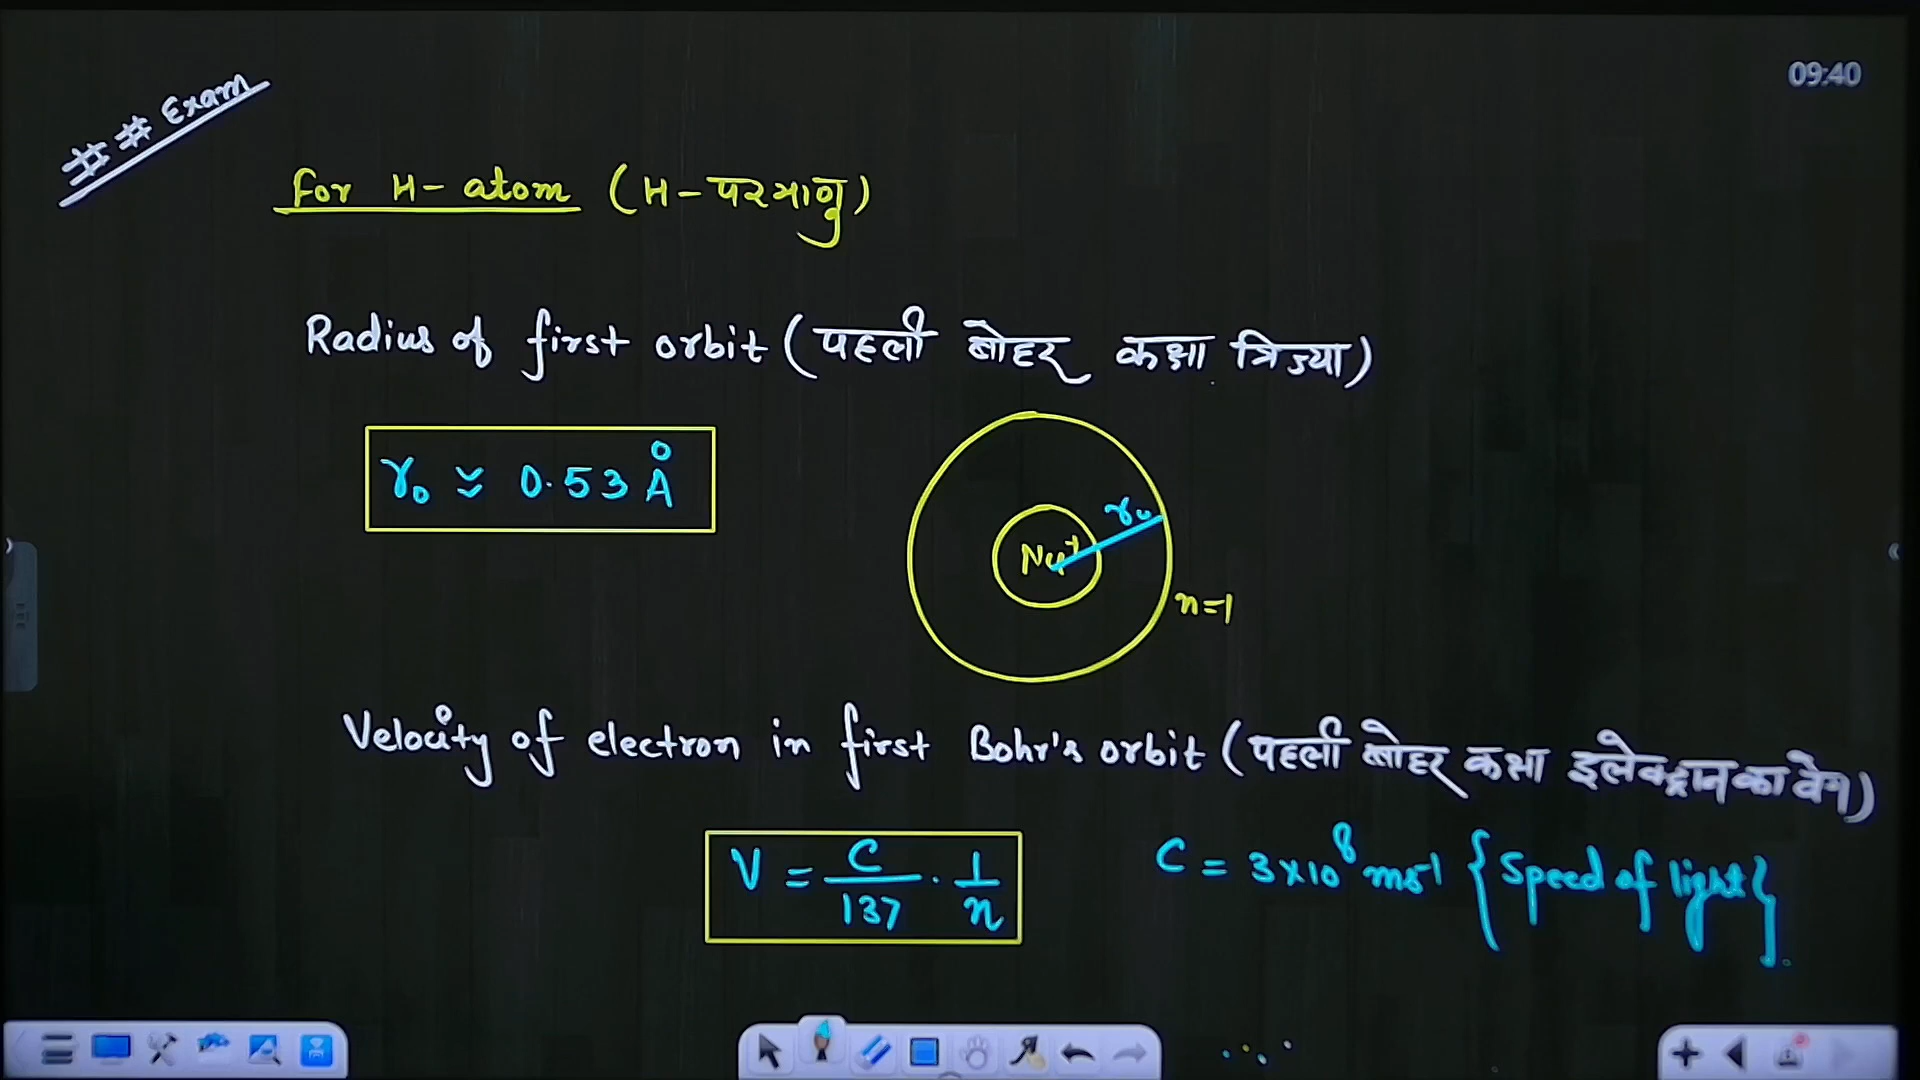 09:40
## Exam
For H-atom (H-परमाणु)
Radius of first orbit (पहली बोहर कक्षा त्रिज्या)
r₀ ≈ 0.53 Å
r₀
Nu⁺
n=1
Velocity of electron in first Bohr's orbit (पहली बोहर कक्षा इलेक्ट्रान का वेग)
V = C/137 · 1/n
C = 3×10⁸ ms⁻¹ {Speed of light}